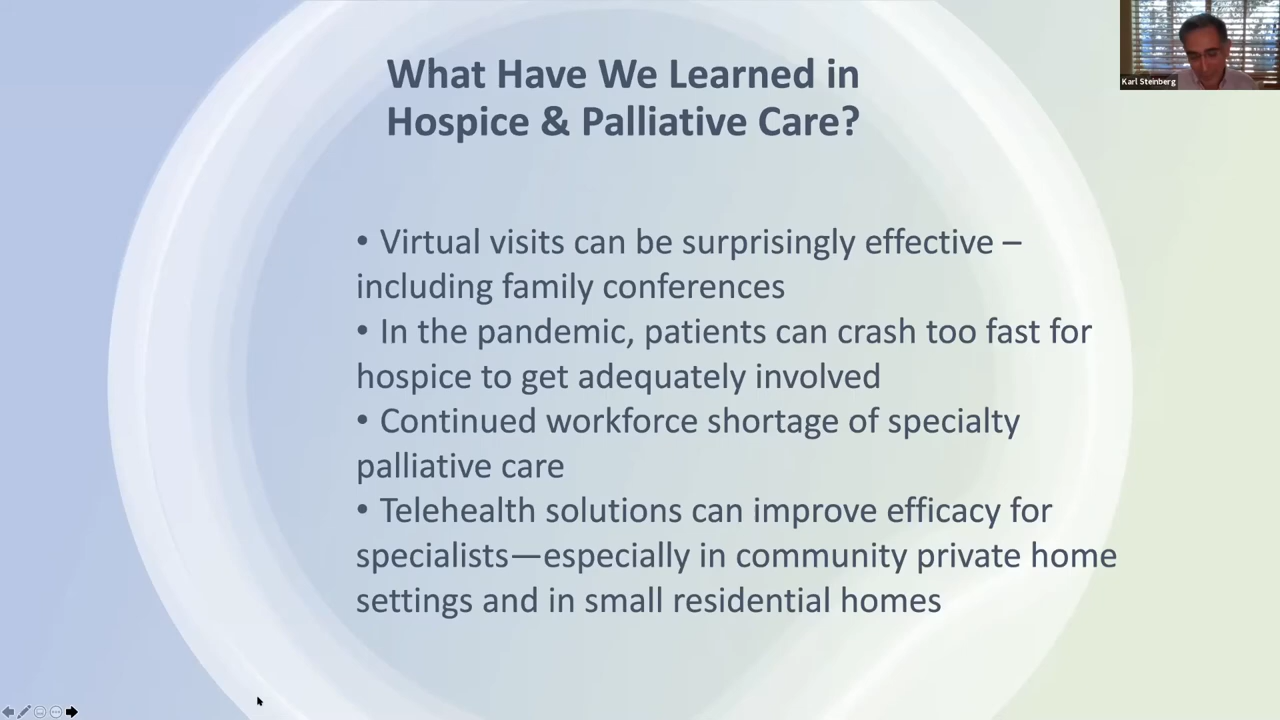 What Have We Learned in
Hospice & Palliative Care?
Karl Steinberg
• Virtual visits can be surprisingly effective –
including family conferences
• In the pandemic, patients can crash too fast for
hospice to get adequately involved
• Continued workforce shortage of specialty
palliative care
• Telehealth solutions can improve efficacy for
specialists—especially in community private home
settings and in small residential homes